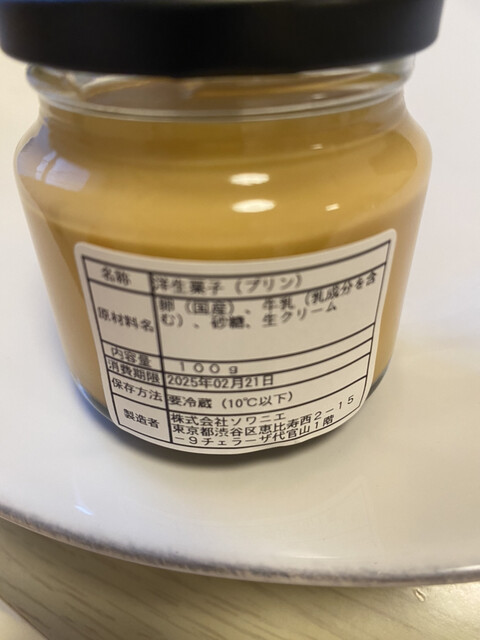 名称 洋生菓子（プリン）
原材料名 卵（国産）、牛乳（乳成分を含
む）、砂糖、生クリーム
内容量 100g
消費期限 2025年02月21日
保存方法 要冷蔵（10℃以下）
製造者 株式会社ソワニエ
東京都渋谷区恵比寿西2-15
-9チェラーザ代官山1階